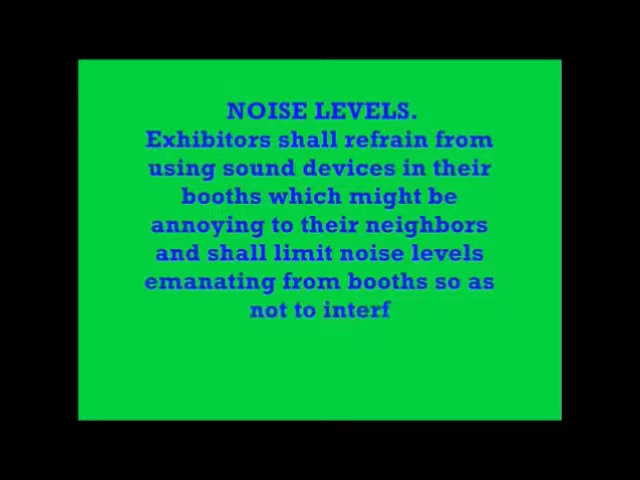 NOISE LEVELS.
Exhibitors shall refrain from
using sound devices in their
booths which might be
annoying to their neighbors
and shall limit noise levels
emanating from booths so as
not to interf